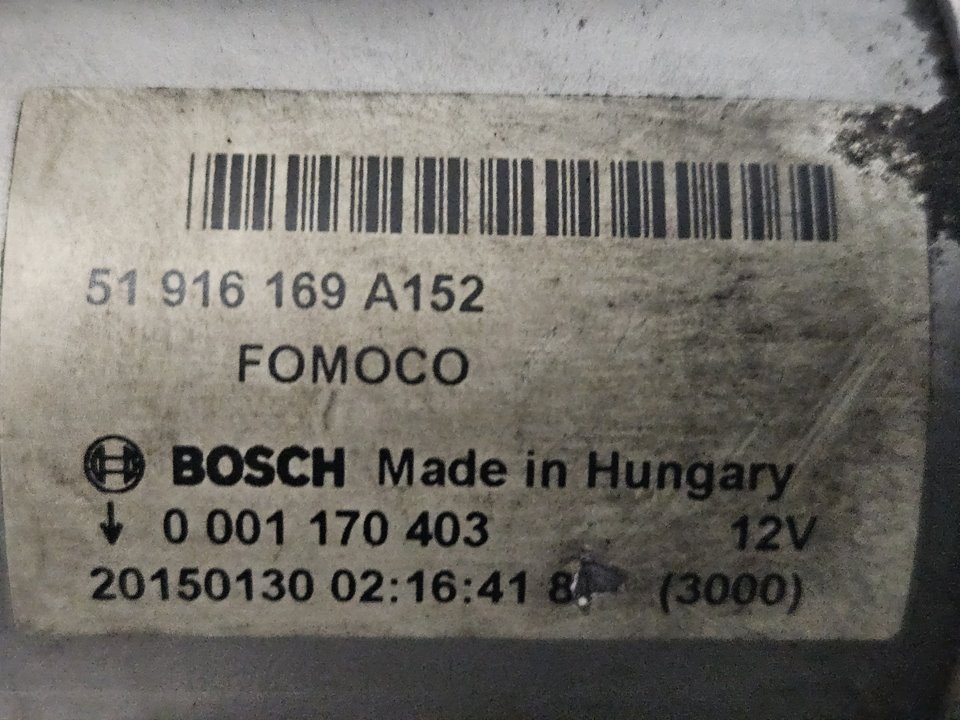 51 916 169 A152
FOMOCO
BOSCH Made in Hungary
↓ 0 001 170 403 12V
20150130 02:16:41 (3000)